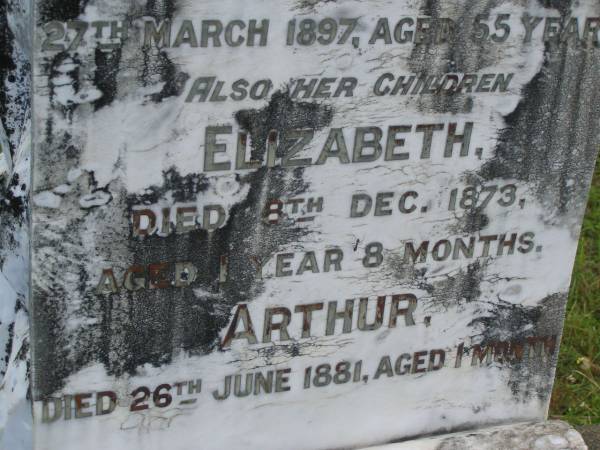 27TH MARCH 1897, AGED 55 YEARS
ALSO HER CHILDREN
ELIZABETH,
DIED 8TH DEC. 1873,
AGED 1 YEAR 8 MONTHS.
ARTHUR,
DIED 26TH JUNE 1881, AGED 1 MONTH